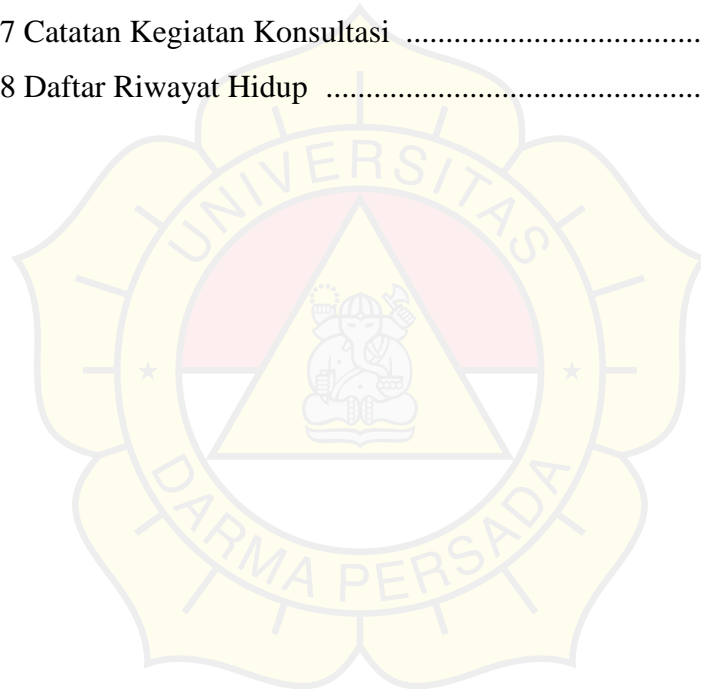 7 Catatan Kegiatan Konsultasi .....................................
8 Daftar Riwayat Hidup ...............................................
UNIVERSITAS
DARMA PERSADA